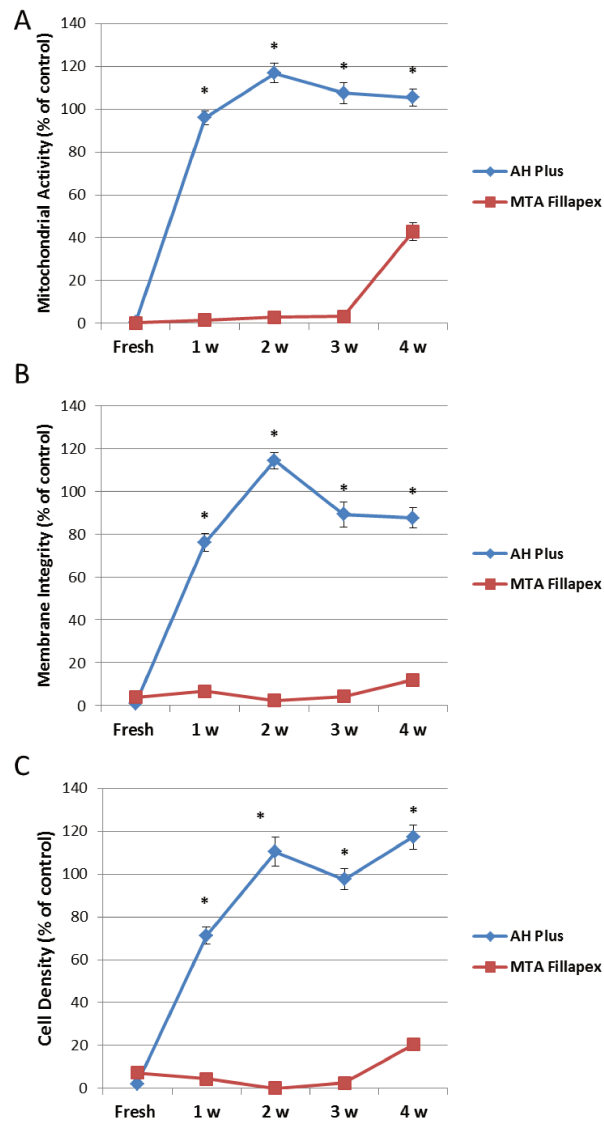 A
Mitochondrial Activity (% of control)
140
120
100
80
60
40
20
0
*
*
*
*
Fresh 1 w 2 w 3 w 4 w
AH Plus
MTA Fillapex
B
Membrane Integrity (% of control)
140
120
100
80
60
40
20
0
*
*
*
*
Fresh 1 w 2 w 3 w 4 w
AH Plus
MTA Fillapex
C
Cell Density (% of control)
140
120
100
80
60
40
20
0
*
*
*
*
Fresh 1 w 2 w 3 w 4 w
AH Plus
MTA Fillapex